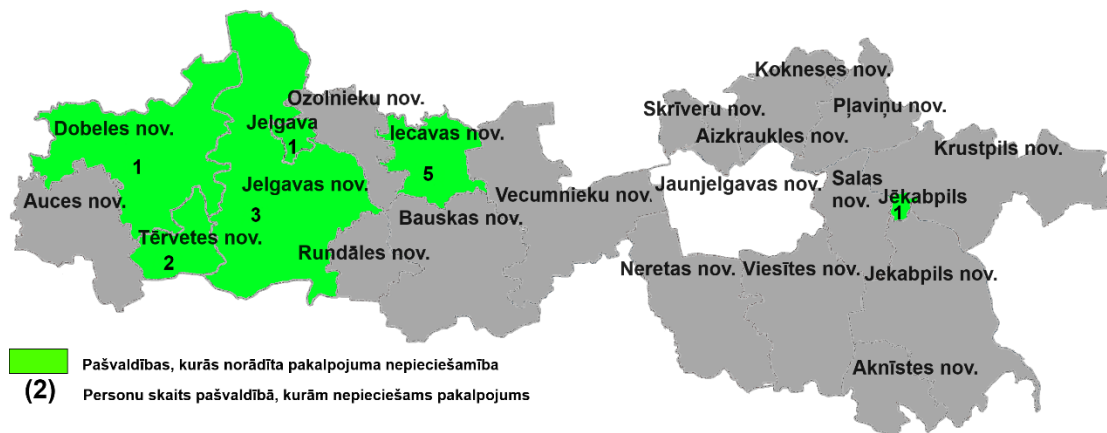 Kokneses nov.
Ozolnieku nov.
Skrīveru nov.
Pļaviņu nov.
Dobeles nov.
Jelgava
1
Iecavas nov.
Aizkraukles nov.
Krustpils nov.
1
5
Jelgavas nov.
3
Vecumnieku nov.
Jaunjelgavas nov.
Salas
nov.
Jēkabpils
1
Auces nov.
Bauskas nov.
Tērvetes nov.
2
Rundāles nov.
Neretas nov.
Viesītes nov.
Jekabpils nov.
Aknīstes nov.
Pašvaldības, kurās norādīta pakalpojuma nepieciešamība
(2) Personu skaits pašvaldībā, kurām nepieciešams pakalpojums